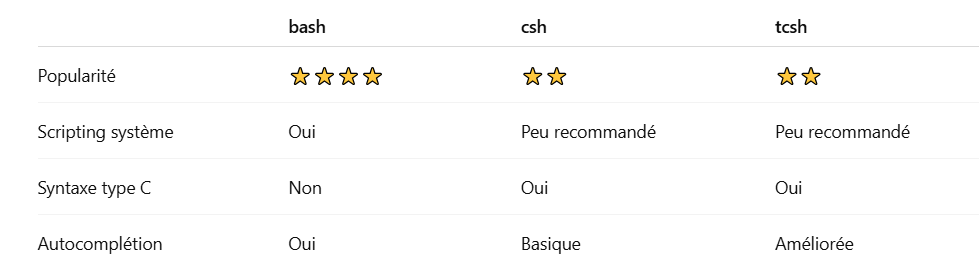 bash csh tcsh
Popularité ⭐⭐⭐⭐ ⭐⭐ ⭐⭐
Scripting système Oui Peu recommandé Peu recommandé
Syntaxe type C Non Oui Oui
Autocomplétion Oui Basique Améliorée